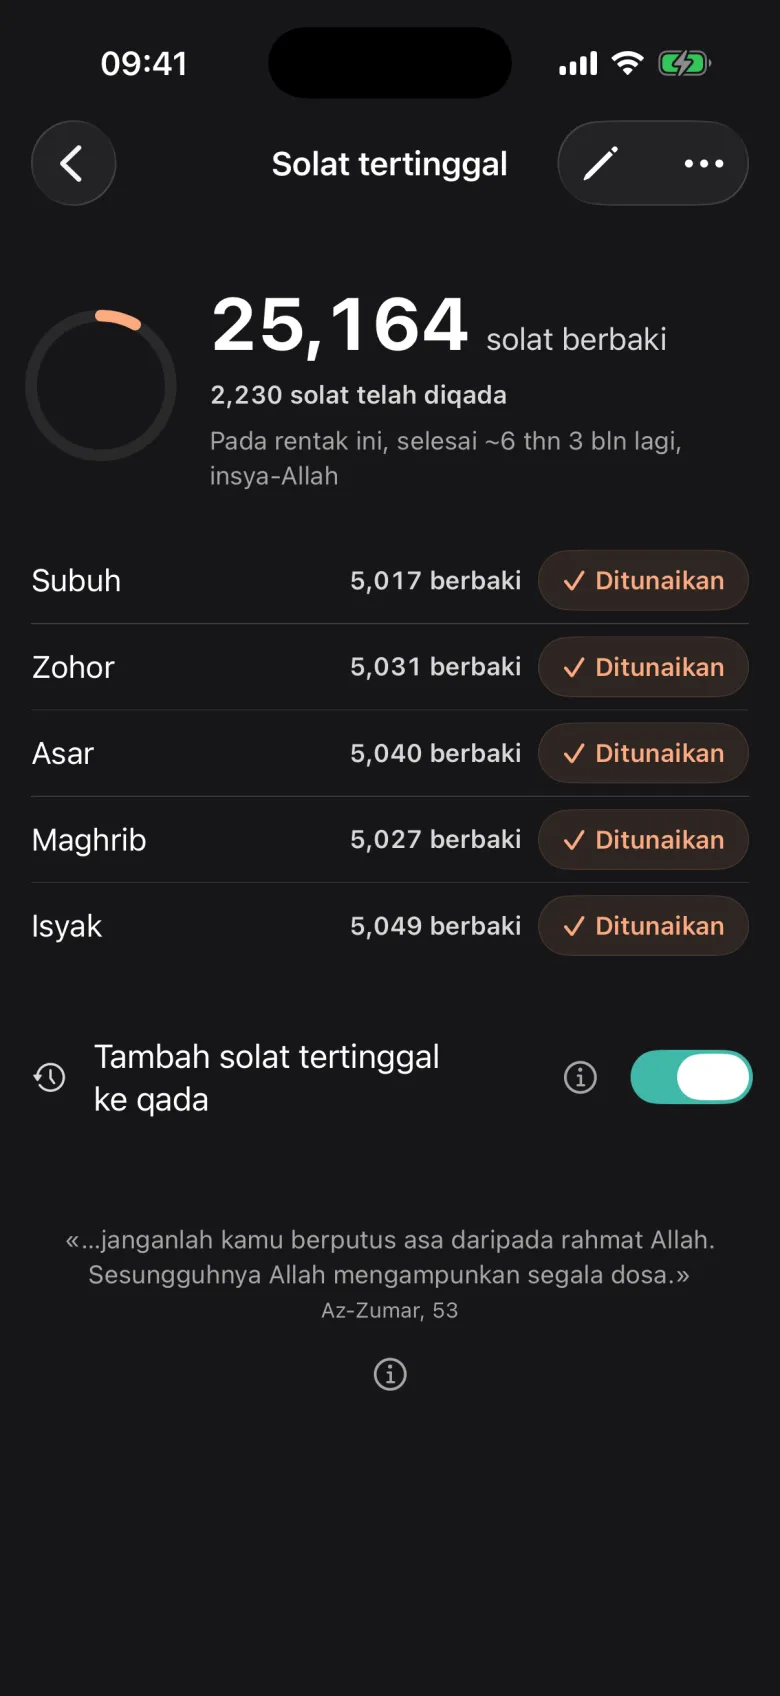 09:41
Solat tertinggal
25,164 solat berbaki
2,230 solat telah diqada
Pada rentak ini, selesai ~6 thn 3 bln lagi,
insya-Allah
Subuh 5,017 berbaki ✓ Ditunaikan
Zohor 5,031 berbaki ✓ Ditunaikan
Asar 5,040 berbaki ✓ Ditunaikan
Maghrib 5,027 berbaki ✓ Ditunaikan
Isyak 5,049 berbaki ✓ Ditunaikan
Tambah solat tertinggal
ke qada
«...janganlah kamu berputus asa daripada rahmat Allah.
Sesungguhnya Allah mengampunkan segala dosa.»
Az-Zumar, 53